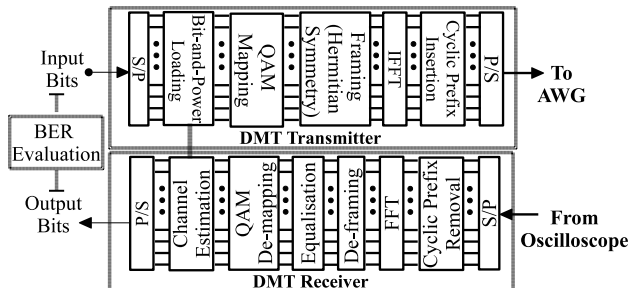 Input
Bits
S/P
Bit-and-Power
Loading
QAM
Mapping
Framing
(Hermitian
Symmetry)
IFFT
Cyclic Prefix
Insertion
P/S
To
AWG
DMT Transmitter
BER
Evaluation
Output
Bits
P/S
Channel
Estimation
QAM
De-mapping
Equalisation
De-framing
FFT
Cyclic Prefix
Removal
S/P
From
Oscilloscope
DMT Receiver